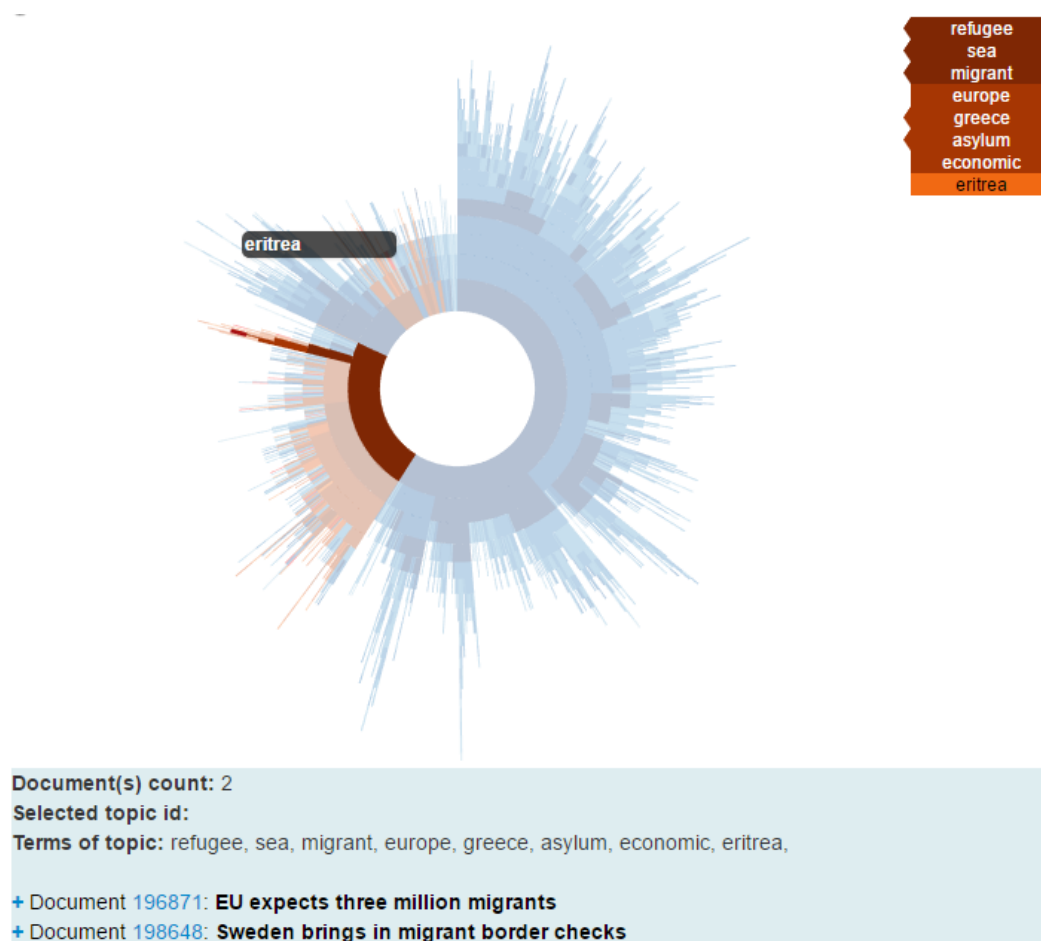 refugee
sea
migrant
europe
greece
asylum
economic
eritrea
eritrea
Document(s) count: 2
Selected topic id:
Terms of topic: refugee, sea, migrant, europe, greece, asylum, economic, eritrea,
+ Document 196871: EU expects three million migrants
+ Document 198648: Sweden brings in migrant border checks